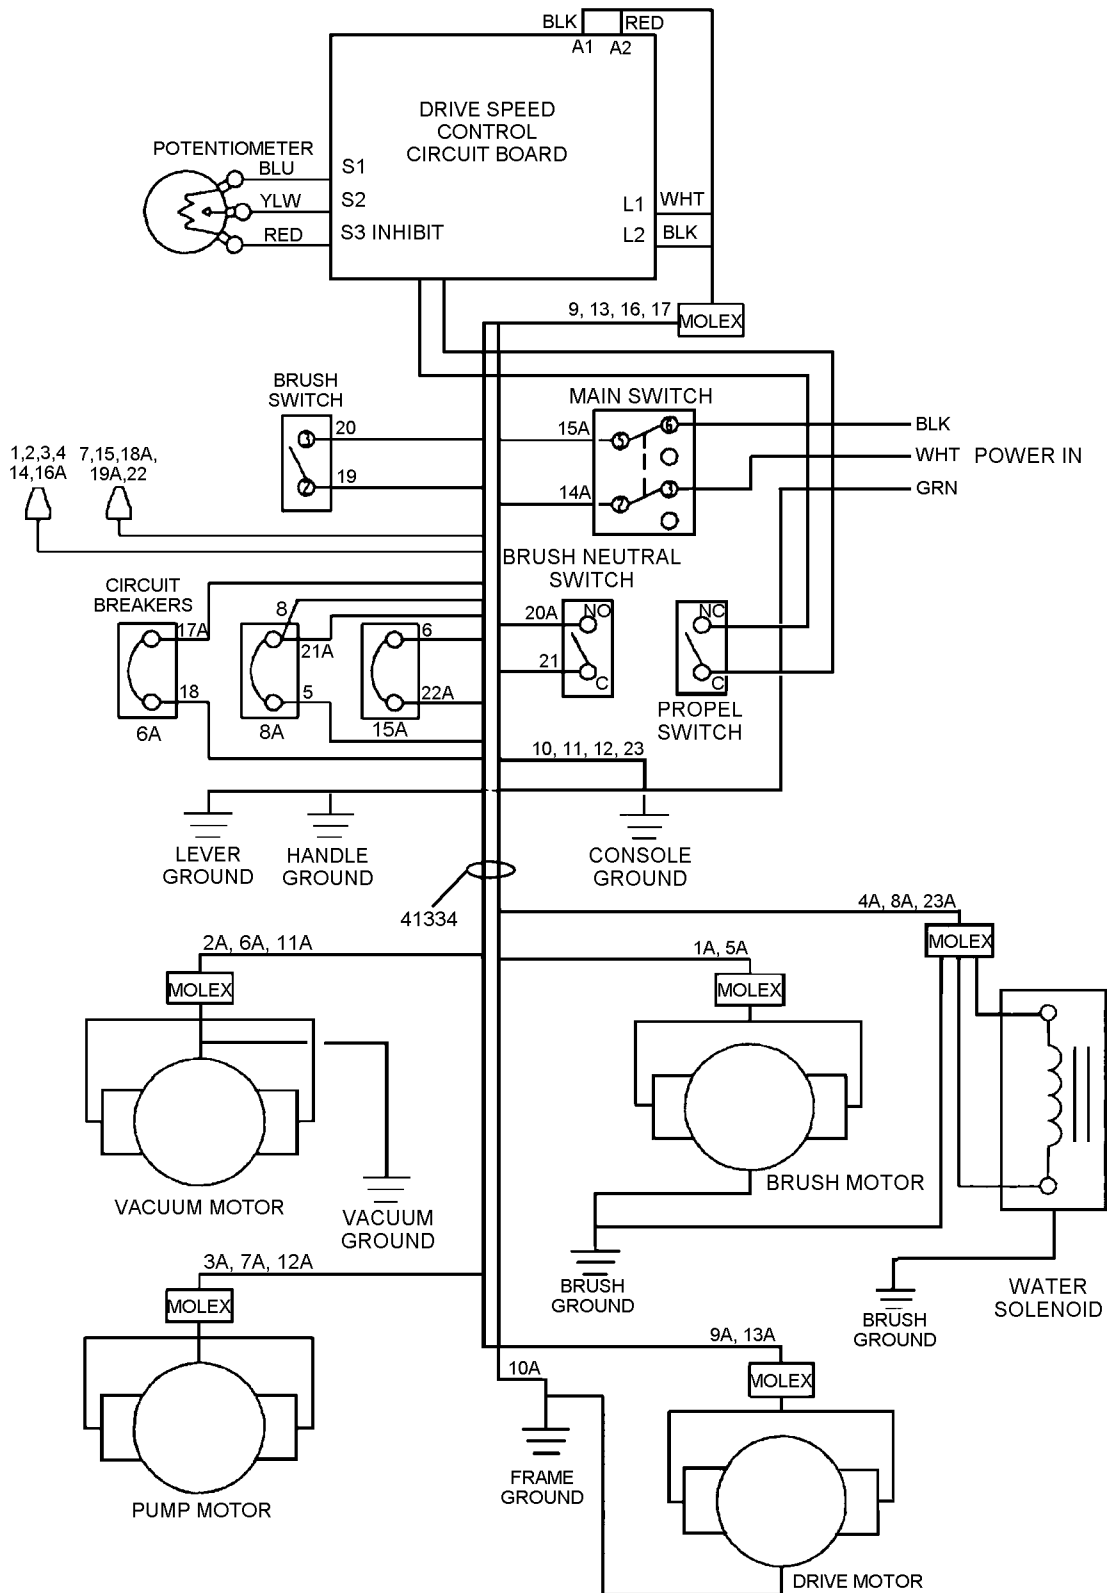 BLK RED
A1 A2
DRIVE SPEED
CONTROL
CIRCUIT BOARD
POTENTIOMETER
BLU
S1
YLW
S2
RED
S3 INHIBIT
L1
WHT
L2
BLK
9, 13, 16, 17
MOLEX
BRUSH
SWITCH
3
20
2
19
MAIN SWITCH
15A
5
6
14A
2
3
BLK
WHT
POWER IN
GRN
1,2,3,4
14,16A
7,15,18A,
19A,22
CIRCUIT
BREAKERS
17A
18
6A
8
21A
5
8A
6
22A
15A
BRUSH NEUTRAL
SWITCH
20A
NO
21
C
NC
C
PROPEL
SWITCH
10, 11, 12, 23
LEVER
GROUND
HANDLE
GROUND
CONSOLE
GROUND
41334
4A, 8A, 23A
MOLEX
2A, 6A, 11A
MOLEX
1A, 5A
MOLEX
VACUUM MOTOR
VACUUM
GROUND
BRUSH MOTOR
BRUSH
GROUND
WATER
SOLENOID
BRUSH
GROUND
3A, 7A, 12A
MOLEX
PUMP MOTOR
9A, 13A
MOLEX
10A
FRAME
GROUND
DRIVE MOTOR